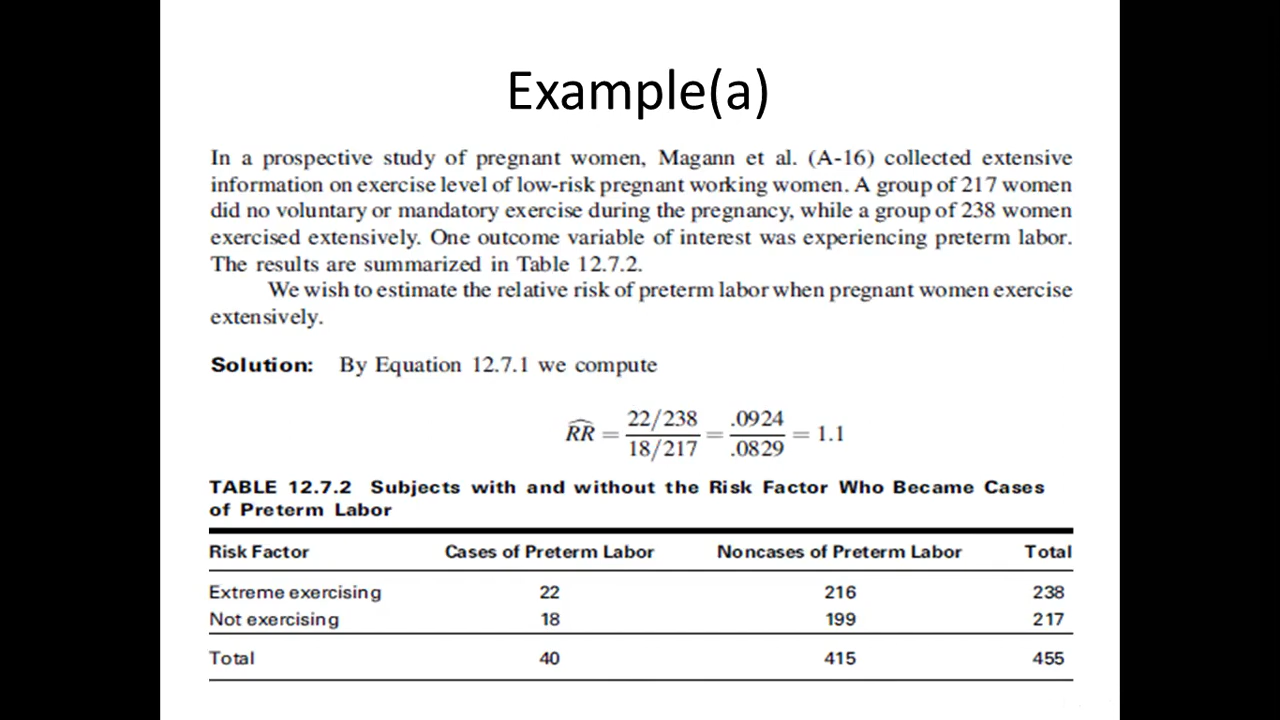 Example(a)
In a prospective study of pregnant women, Magann et al. (A-16) collected extensive
information on exercise level of low-risk pregnant working women. A group of 217 women
did no voluntary or mandatory exercise during the pregnancy, while a group of 238 women
exercised extensively. One outcome variable of interest was experiencing preterm labor.
The results are summarized in Table 12.7.2.
We wish to estimate the relative risk of preterm labor when pregnant women exercise
extensively.
Solution: By Equation 12.7.1 we compute
R̂R = 22/238 / 18/217 = .0924 / .0829 = 1.1
TABLE 12.7.2 Subjects with and without the Risk Factor Who Became Cases
of Preterm Labor
Risk Factor Cases of Preterm Labor Noncases of Preterm Labor Total
Extreme exercising 22 216 238
Not exercising 18 199 217
Total 40 415 455